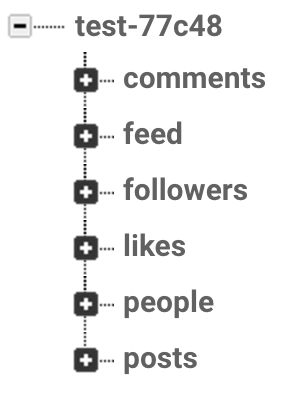 test-77c48
comments
feed
followers
likes
people
posts